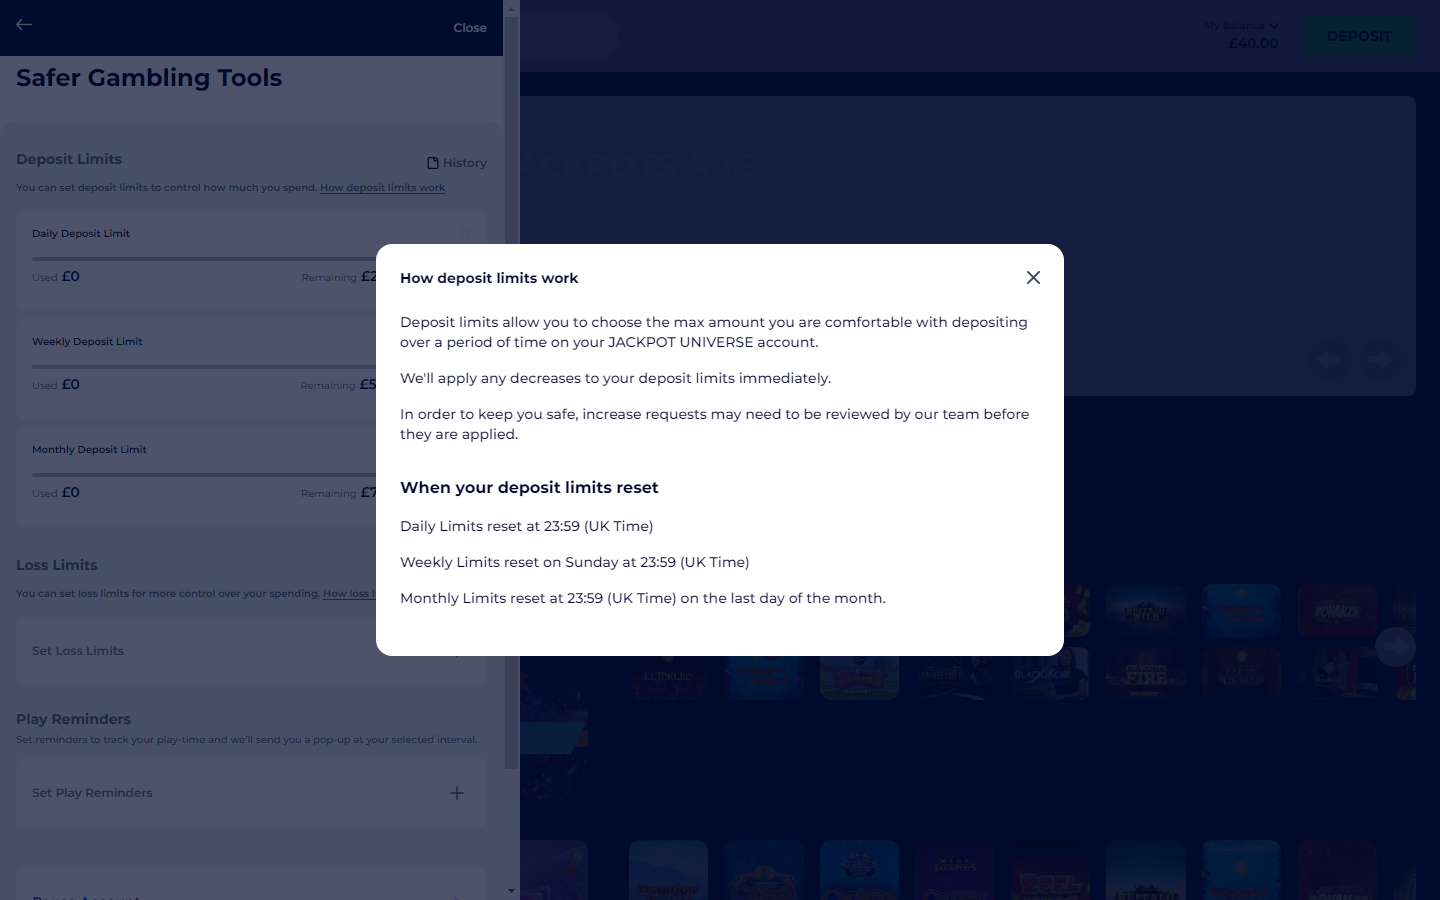 Close
My Balance
£40.00
DEPOSIT
Safer Gambling Tools
JACKPOTS ARE
Deposit Limits
History
You can set deposit limits to control how much you spend. How deposit limits work
Daily Deposit Limit
Used £0
Remaining
Weekly Deposit Limit
Used £0
Remaining
Monthly Deposit Limit
Used £0
Remaining
How deposit limits work
Deposit limits allow you to choose the max amount you are comfortable with depositing
over a period of time on your JACKPOT UNIVERSE account.
We'll apply any decreases to your deposit limits immediately.
In order to keep you safe, increase requests may need to be reviewed by our team before
they are applied.
When your deposit limits reset
Daily Limits reset at 23:59 (UK Time)
Weekly Limits reset on Sunday at 23:59 (UK Time)
Monthly Limits reset at 23:59 (UK Time) on the last day of the month.
Loss Limits
You can set loss limits for more control over your spending. How loss
Set Loss Limits
Play Reminders
Set reminders to track your play-time and we'll send you a pop-up at your selected interval.
Set Play Reminders
BONANZA
EL TORERO
BLACKJACK
DRAGON'S
FIRE
REEL